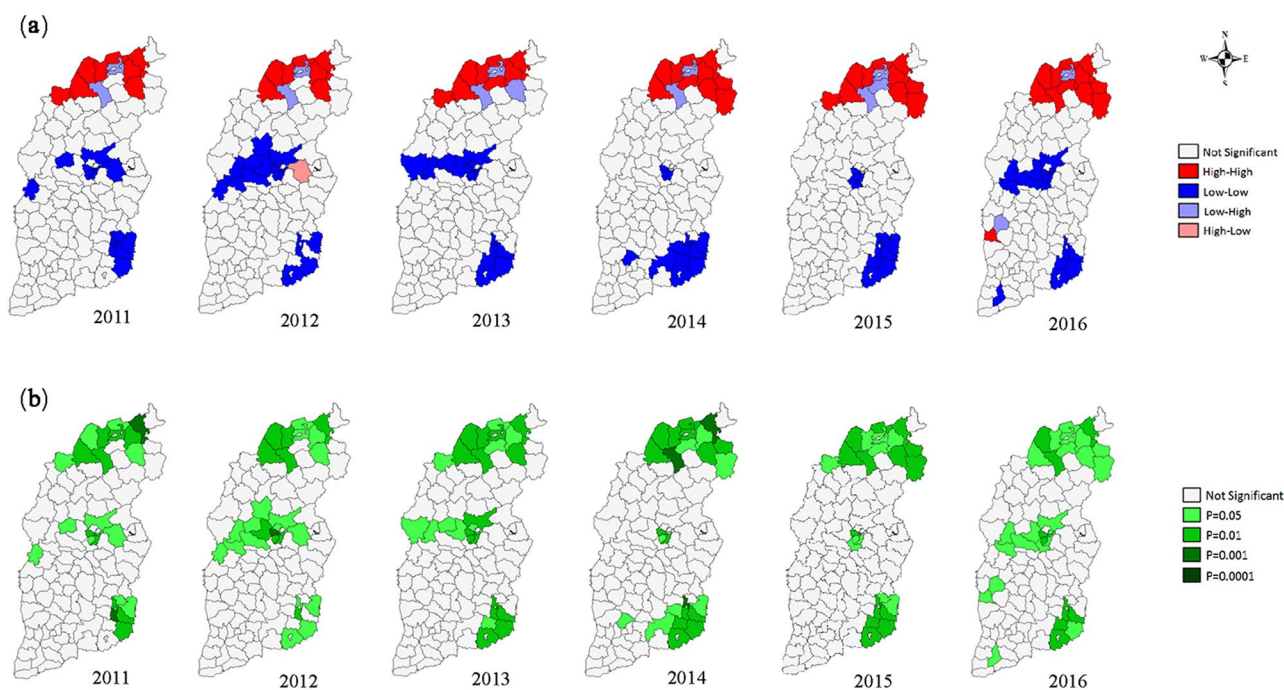 (a)
N
W E
S
Not Significant
High-High
Low-Low
Low-High
High-Low
2011 2012 2013 2014 2015 2016
(b)
Not Significant
P=0.05
P=0.01
P=0.001
P=0.0001
2011 2012 2013 2014 2015 2016